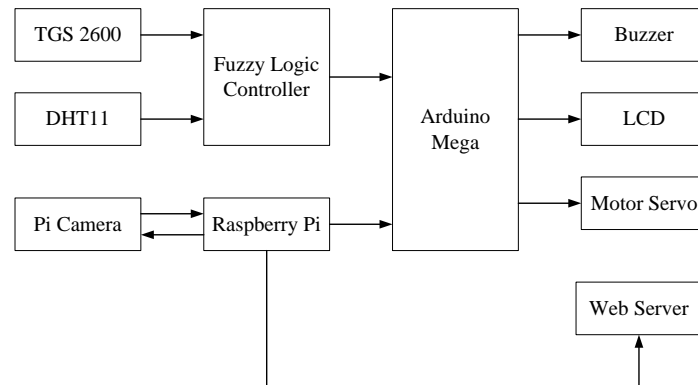 TGS 2600
Fuzzy Logic
Controller
DHT11
Pi Camera
Raspberry Pi
Arduino
Mega
Buzzer
LCD
Motor Servo
Web Server